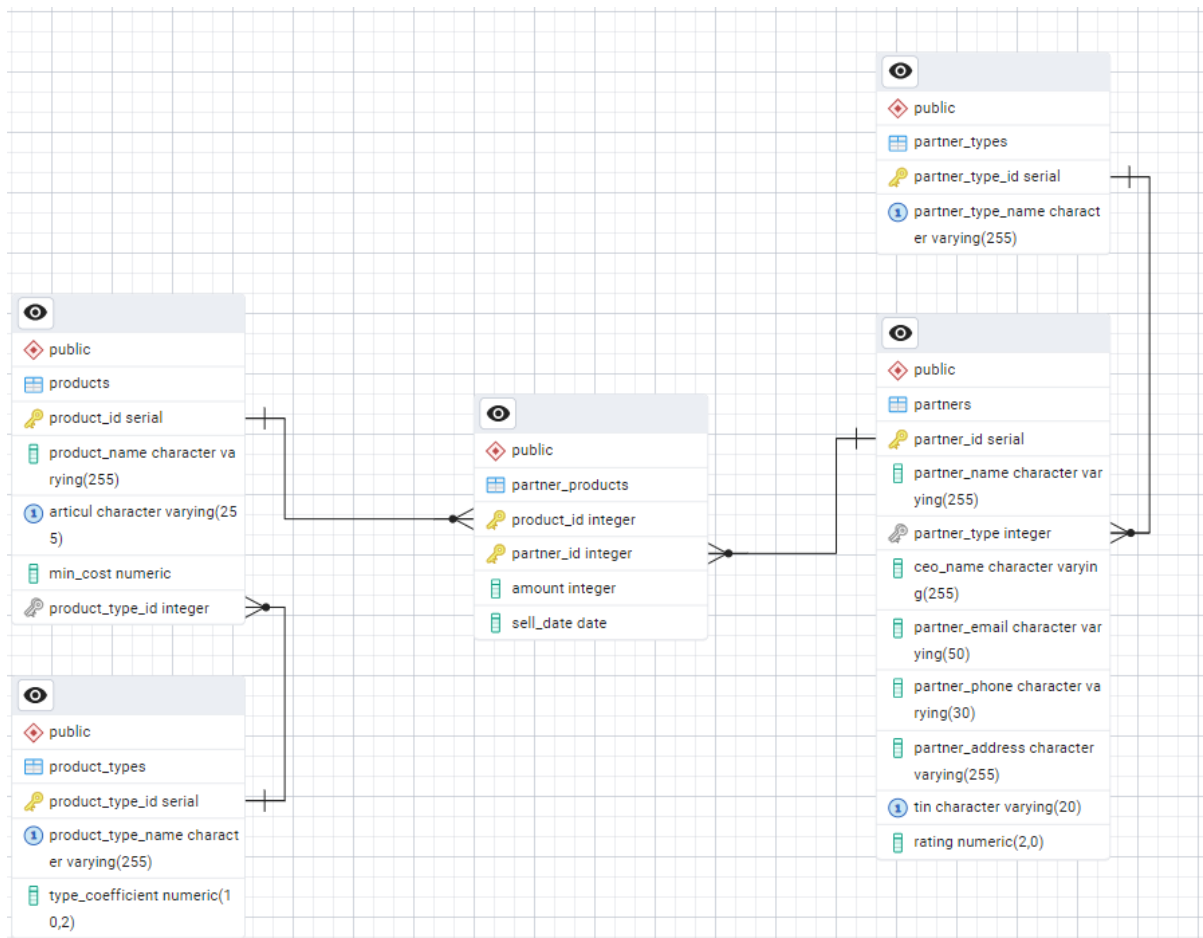 public
partner_types
partner_type_id serial
partner_type_name charact
er varying(255)
public
products
product_id serial
product_name character va
rying(255)
articul character varying(25
5)
min_cost numeric
product_type_id integer
public
partner_products
product_id integer
partner_id integer
amount integer
sell_date date
public
partners
partner_id serial
partner_name character var
ying(255)
partner_type integer
ceo_name character varyin
g(255)
partner_email character var
ying(50)
partner_phone character va
rying(30)
partner_address character
varying(255)
tin character varying(20)
rating numeric(2,0)
public
product_types
product_type_id serial
product_type_name charact
er varying(255)
type_coefficient numeric(1
0,2)